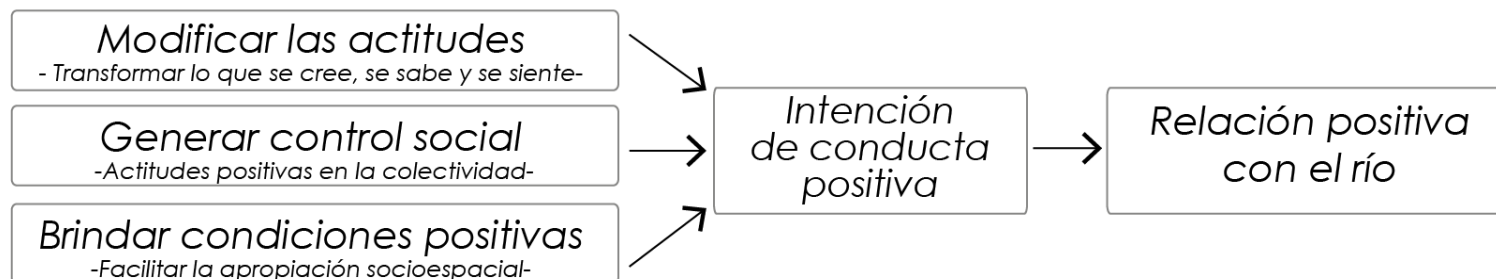 Modificar las actitudes
- Transformar lo que se cree, se sabe y se siente-
Generar control social
-Actitudes positivas en la colectividad-
Brindar condiciones positivas
-Facilitar la apropiación socioespacial-
Intención
de conducta
positiva
Relación positiva
con el río